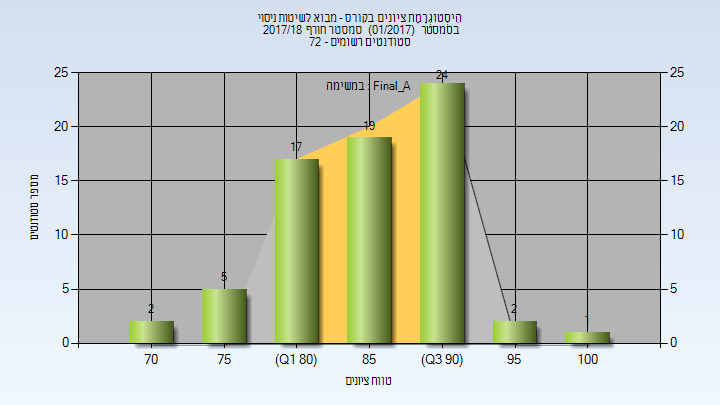 היסטוגרמת ציונים בקורס - מבוא לשיטות ניסוי
בסמסטר (01/2017) סמסטר חורף 2017/18
סטודנטים רשומים - 72
במשימה : Final_A
25 25
20 20
15 15
10 10
5 5
0 0
2 5 17 19 24 2 1
70 75 (Q1 80) 85 (Q3 90) 95 100
מספר סטודנטים
טווח ציונים